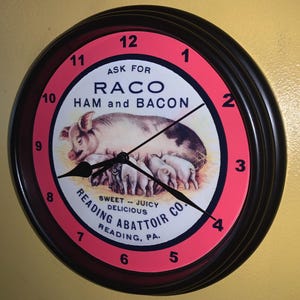 12
1
2
3
4
5
6
7
8
9
10
11
ASK FOR
RACO
HAM and BACON
SWEET -- JUICY
DELICIOUS
READING ABATTOIR CO.
READING, PA.